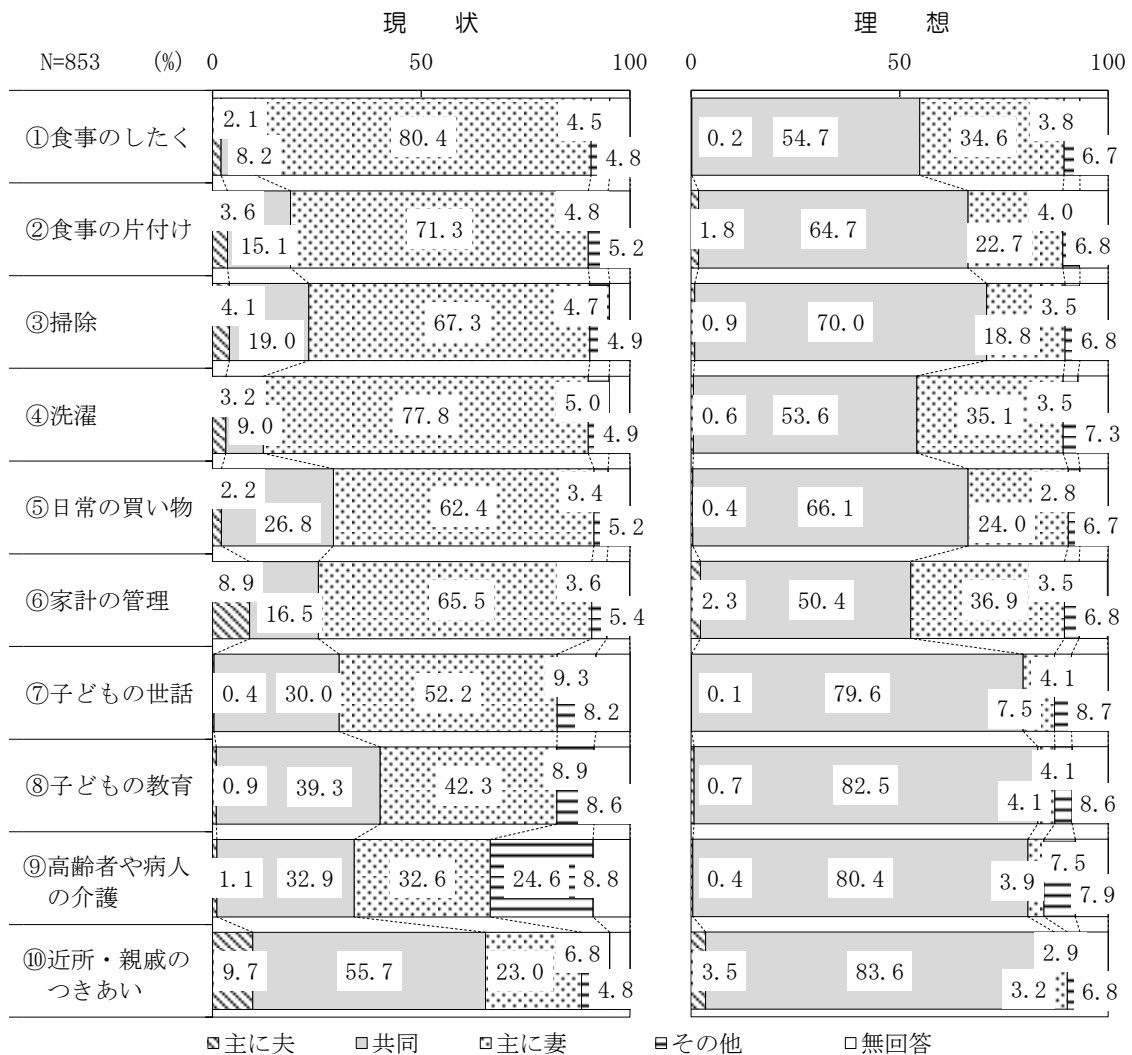 現　状　理　想
N=853　(%)　0　50　100　0　50　100
①食事のしたく　2.1　8.2　80.4　4.5　4.8　0.2　54.7　34.6　3.8　6.7
②食事の片付け　3.6　15.1　71.3　4.8　5.2　1.8　64.7　22.7　4.0　6.8
③掃除　4.1　19.0　67.3　4.7　4.9　0.9　70.0　18.8　3.5　6.8
④洗濯　3.2　9.0　77.8　5.0　4.9　0.6　53.6　35.1　3.5　7.3
⑤日常の買い物　2.2　26.8　62.4　3.4　5.2　0.4　66.1　24.0　2.8　6.7
⑥家計の管理　8.9　16.5　65.5　3.6　5.4　2.3　50.4　36.9　3.5　6.8
⑦子どもの世話　0.4　30.0　52.2　9.3　8.2　0.1　79.6　7.5　4.1　8.7
⑧子どもの教育　0.9　39.3　42.3　8.9　8.6　0.7　82.5　4.1　4.1　8.6
⑨高齢者や病人
の介護　1.1　32.9　32.6　24.6　8.8　0.4　80.4　3.9　7.5　7.9
⑩近所・親戚の
つきあい　9.7　55.7　23.0　6.8　4.8　3.5　83.6　3.2　2.9　6.8
主に夫　共同　主に妻　その他　無回答